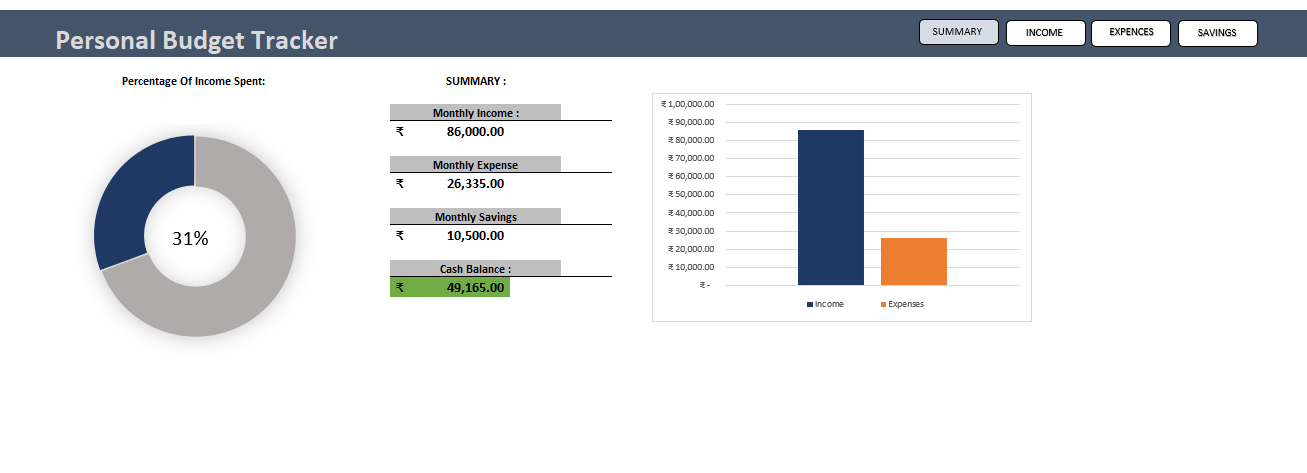 Personal Budget Tracker
SUMMARY
INCOME
EXPENCES
SAVINGS
Percentage Of Income Spent:
31%
SUMMARY :
Monthly Income :
₹ 86,000.00
Monthly Expense
₹ 26,335.00
Monthly Savings
₹ 10,500.00
Cash Balance :
₹ 49,165.00
₹ 1,00,000.00
₹ 90,000.00
₹ 80,000.00
₹ 70,000.00
₹ 60,000.00
₹ 50,000.00
₹ 40,000.00
₹ 30,000.00
₹ 20,000.00
₹ 10,000.00
₹ -
Income
Expenses